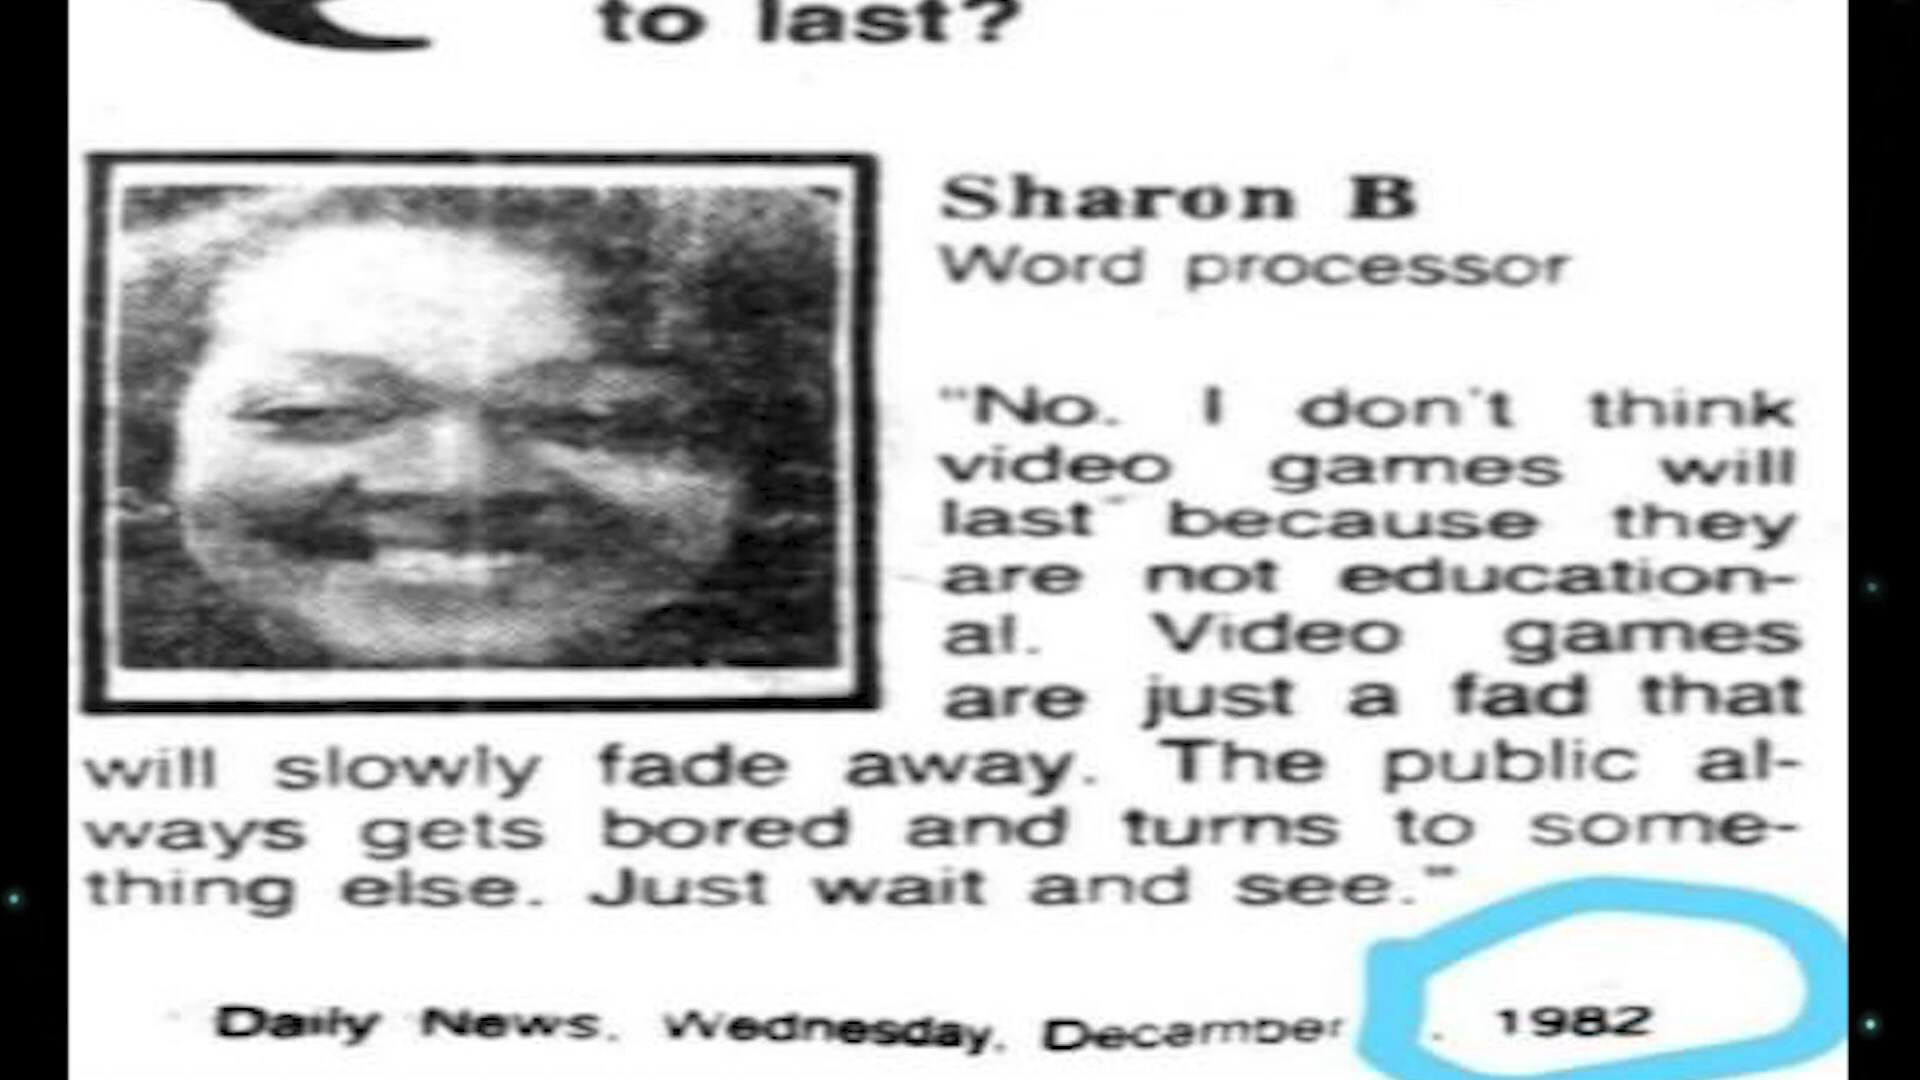 to last?
Sharon B
Word processor
"No. I don't think
video games will
last because they
are not education-
al. Video games
are just a fad that
will slowly fade away. The public al-
ways gets bored and turns to some-
thing else. Just wait and see."
Daily News, Wednesday, December , 1982